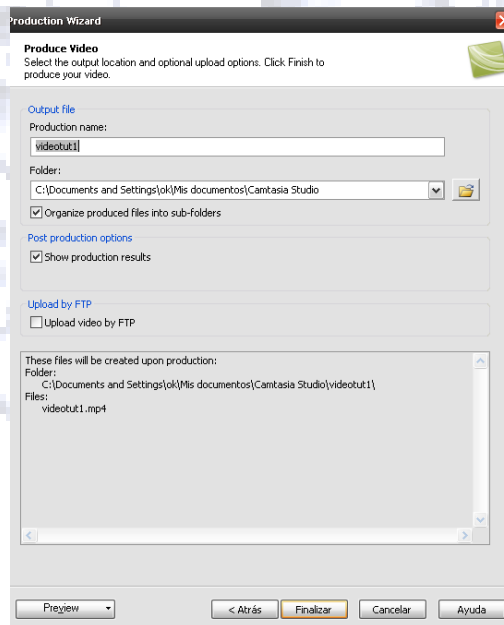 Production Wizard
Produce Video
Select the output location and optional upload options. Click Finish to
produce your video.
Output file
Production name:
videotut1
Folder:
C:\Documents and Settings\ok\Mis documentos\Camtasia Studio
Organize produced files into sub-folders
Post production options
Show production results
Upload by FTP
Upload video by FTP
These files will be created upon production:
Folder:
C:\Documents and Settings\ok\Mis documentos\Camtasia Studio\videotut1\
Files:
videotut1.mp4
Preview
< Atrás
Finalizar
Cancelar
Ayuda